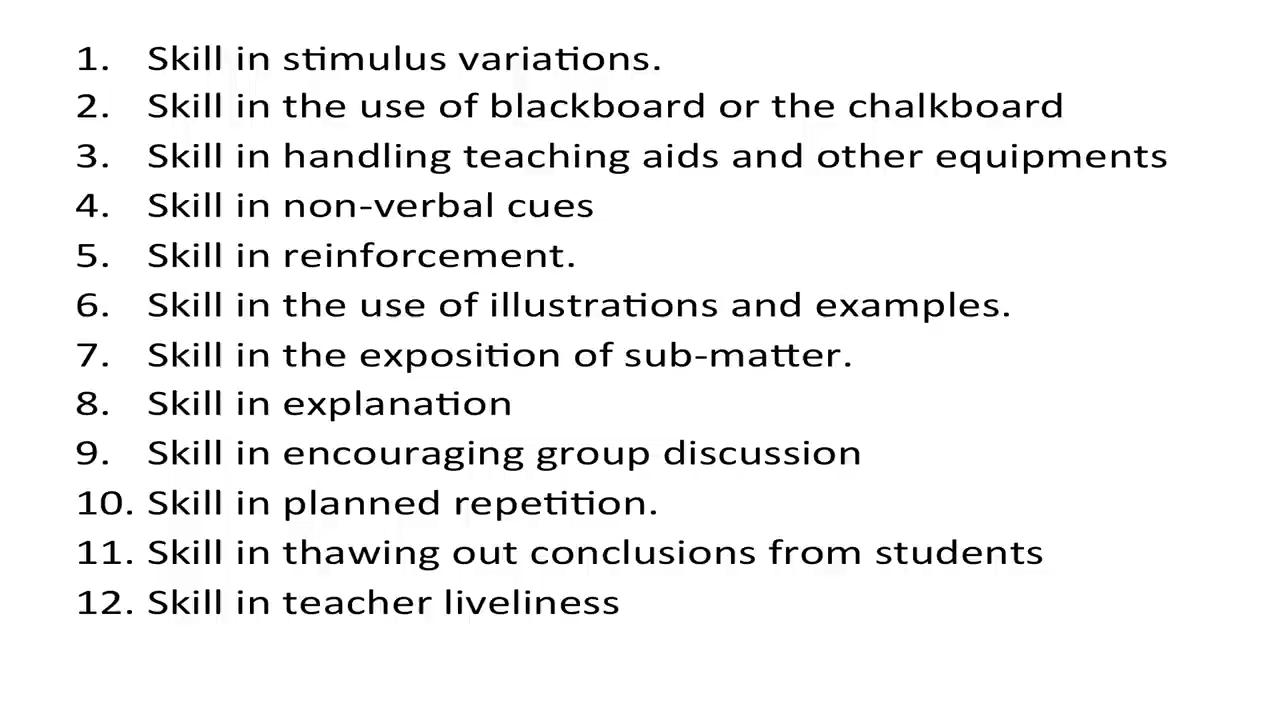 1. Skill in stimulus variations.
2. Skill in the use of blackboard or the chalkboard
3. Skill in handling teaching aids and other equipments
4. Skill in non-verbal cues
5. Skill in reinforcement.
6. Skill in the use of illustrations and examples.
7. Skill in the exposition of sub-matter.
8. Skill in explanation
9. Skill in encouraging group discussion
10. Skill in planned repetition.
11. Skill in thawing out conclusions from students
12. Skill in teacher liveliness